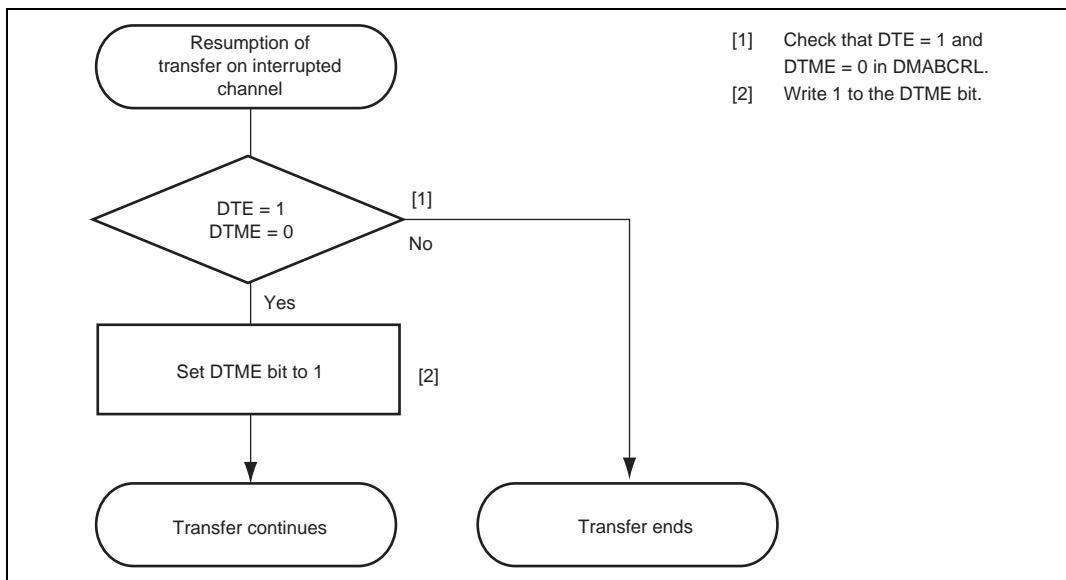 Resumption of
transfer on interrupted
channel
[1] Check that DTE = 1 and
DTME = 0 in DMABCRL.
[2] Write 1 to the DTME bit.
DTE = 1
DTME = 0
[1]
No
Yes
Set DTME bit to 1
[2]
Transfer continues
Transfer ends